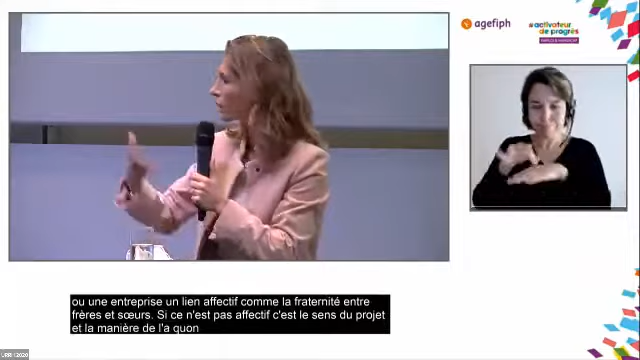 agefiph
#activateur
de progrès
ou une entreprise un lien affectif comme la fraternité entre
frères et sœurs. Si ce n'est pas affectif c'est le sens du projet
et la manière de l'a quon